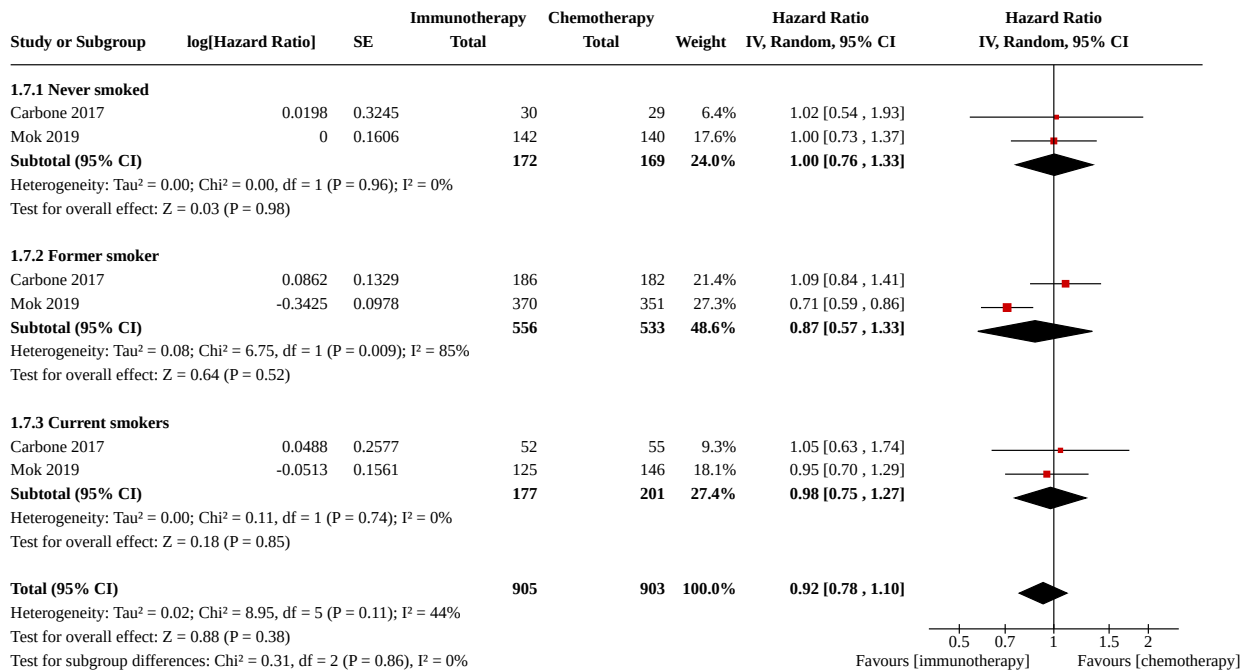 Immunotherapy Chemotherapy Hazard Ratio Hazard Ratio
Study or Subgroup log[Hazard Ratio] SE Total Total Weight IV, Random, 95% CI IV, Random, 95% CI
1.7.1 Never smoked
Carbone 2017 0.0198 0.3245 30 29 6.4% 1.02 [0.54 , 1.93]
Mok 2019 0 0.1606 142 140 17.6% 1.00 [0.73 , 1.37]
Subtotal (95% CI) 172 169 24.0% 1.00 [0.76 , 1.33]
Heterogeneity: Tau² = 0.00; Chi² = 0.00, df = 1 (P = 0.96); I² = 0%
Test for overall effect: Z = 0.03 (P = 0.98)
1.7.2 Former smoker
Carbone 2017 0.0862 0.1329 186 182 21.4% 1.09 [0.84 , 1.41]
Mok 2019 -0.3425 0.0978 370 351 27.3% 0.71 [0.59 , 0.86]
Subtotal (95% CI) 556 533 48.6% 0.87 [0.57 , 1.33]
Heterogeneity: Tau² = 0.08; Chi² = 6.75, df = 1 (P = 0.009); I² = 85%
Test for overall effect: Z = 0.64 (P = 0.52)
1.7.3 Current smokers
Carbone 2017 0.0488 0.2577 52 55 9.3% 1.05 [0.63 , 1.74]
Mok 2019 -0.0513 0.1561 125 146 18.1% 0.95 [0.70 , 1.29]
Subtotal (95% CI) 177 201 27.4% 0.98 [0.75 , 1.27]
Heterogeneity: Tau² = 0.00; Chi² = 0.11, df = 1 (P = 0.74); I² = 0%
Test for overall effect: Z = 0.18 (P = 0.85)
Total (95% CI) 905 903 100.0% 0.92 [0.78 , 1.10]
Heterogeneity: Tau² = 0.02; Chi² = 8.95, df = 5 (P = 0.11); I² = 44%
Test for overall effect: Z = 0.88 (P = 0.38)
0.5 0.7 1 1.5 2
Test for subgroup differences: Chi² = 0.31, df = 2 (P = 0.86), I² = 0%
Favours [immunotherapy] Favours [chemotherapy]